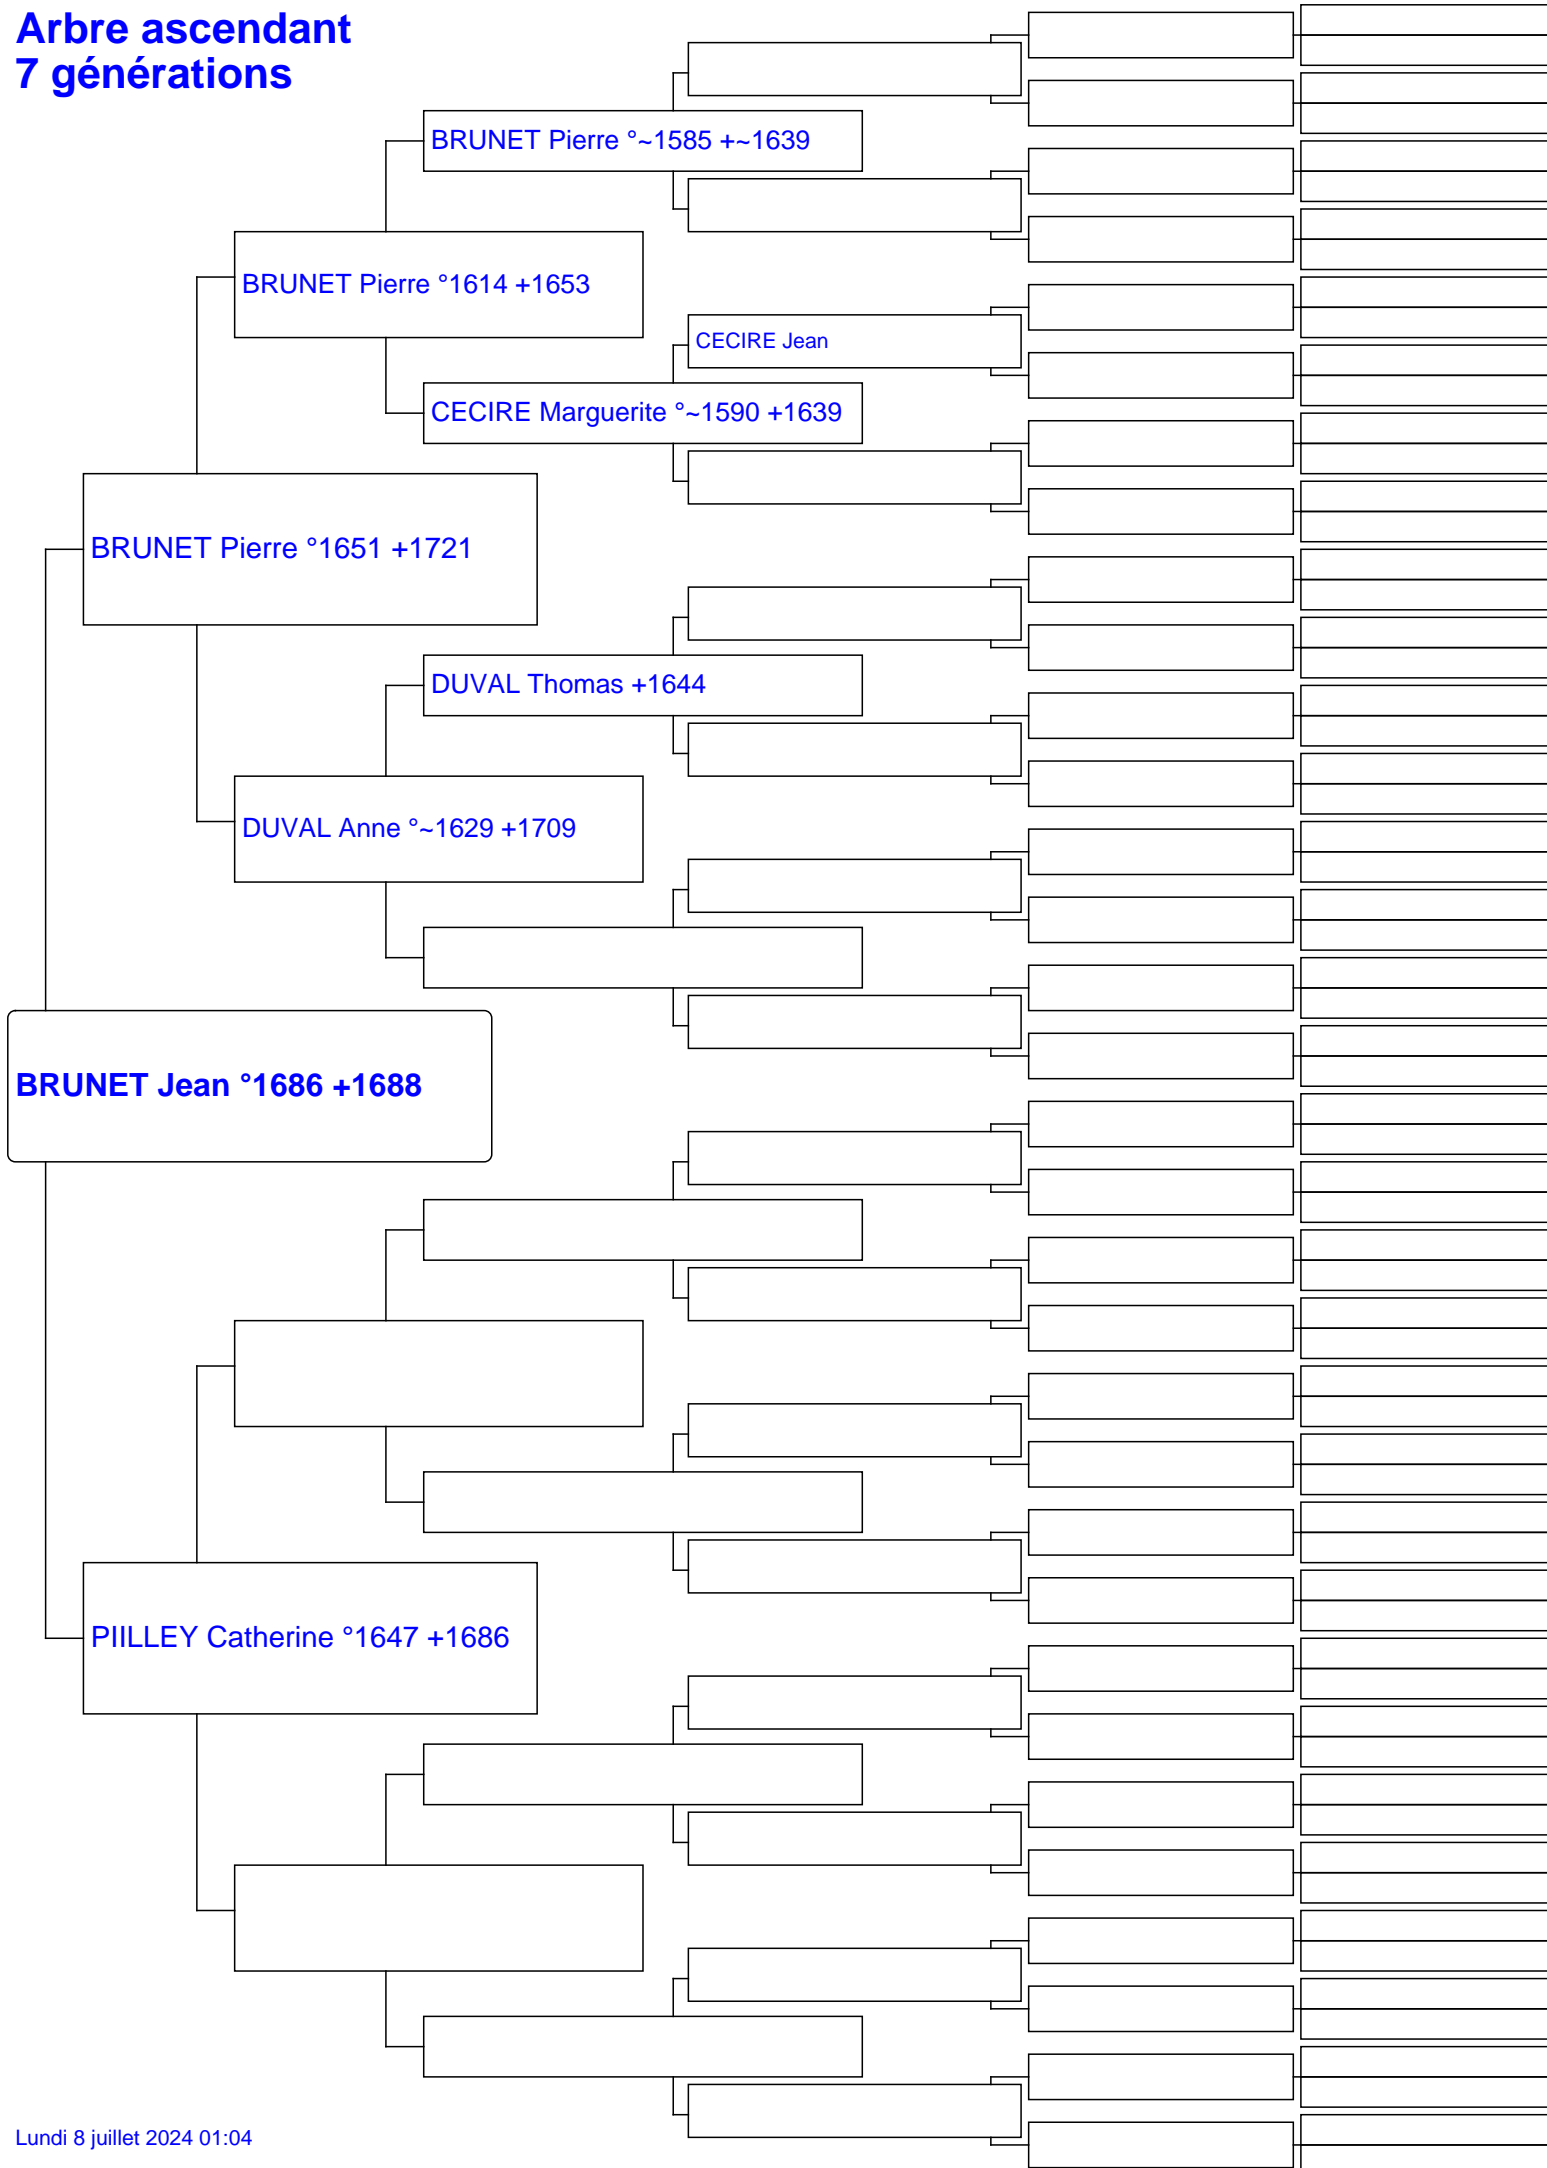 Arbre ascendant
7 générations
BRUNET Pierre °~1585 +~1639
BRUNET Pierre °1614 +1653
CECIRE Jean
CECIRE Marguerite °~1590 +1639
BRUNET Pierre °1651 +1721
DUVAL Thomas +1644
DUVAL Anne °~1629 +1709
BRUNET Jean °1686 +1688
PIILLEY Catherine °1647 +1686
Lundi 8 juillet 2024 01:04